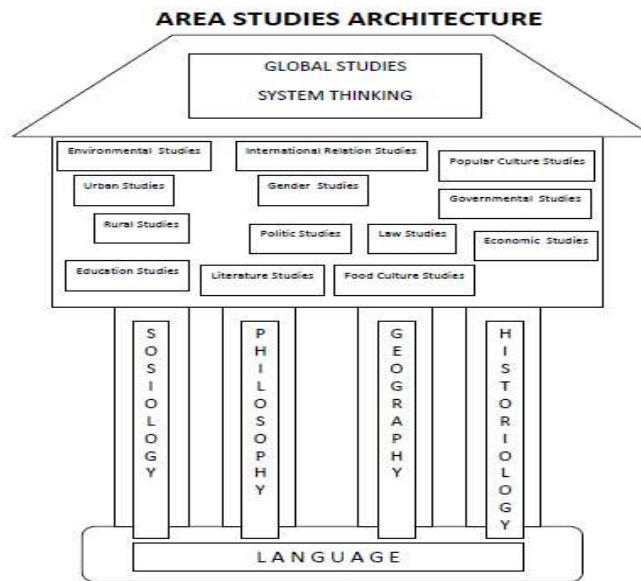 AREA STUDIES ARCHITECTURE
GLOBAL STUDIES
SYSTEM THINKING
Environmental Studies
International Relation Studies
Popular Culture Studies
Urban Studies
Gender Studies
Governmental Studies
Rural Studies
Politic Studies
Law Studies
Economic Studies
Education Studies
Literature Studies
Food Culture Studies
SOSIOLOGY
PHILOSOPHY
GEOGRAPHY
HISTORIOLOGY
LANGUAGE